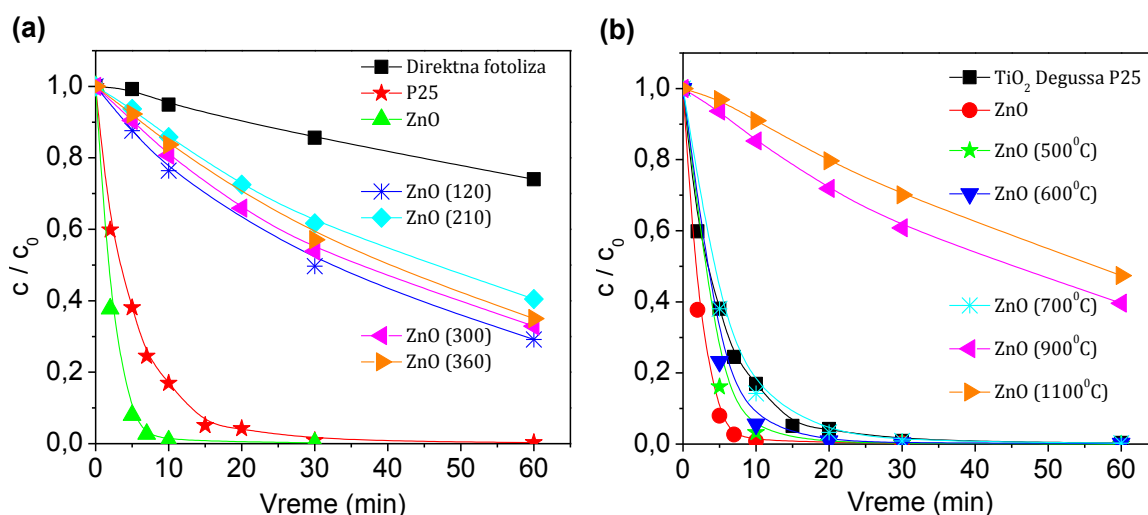 (a)
c / c0
1,0
0,8
0,6
0,4
0,2
0,0
0
10
20
30
40
50
60
Vreme (min)
Direktna fotoliza
P25
ZnO
ZnO (120)
ZnO (210)
ZnO (300)
ZnO (360)
(b)
c / c0
1,0
0,8
0,6
0,4
0,2
0,0
0
10
20
30
40
50
60
Vreme (min)
TiO2 Degussa P25
ZnO
ZnO (500⁰C)
ZnO (600⁰C)
ZnO (700⁰C)
ZnO (900⁰C)
ZnO (1100⁰C)